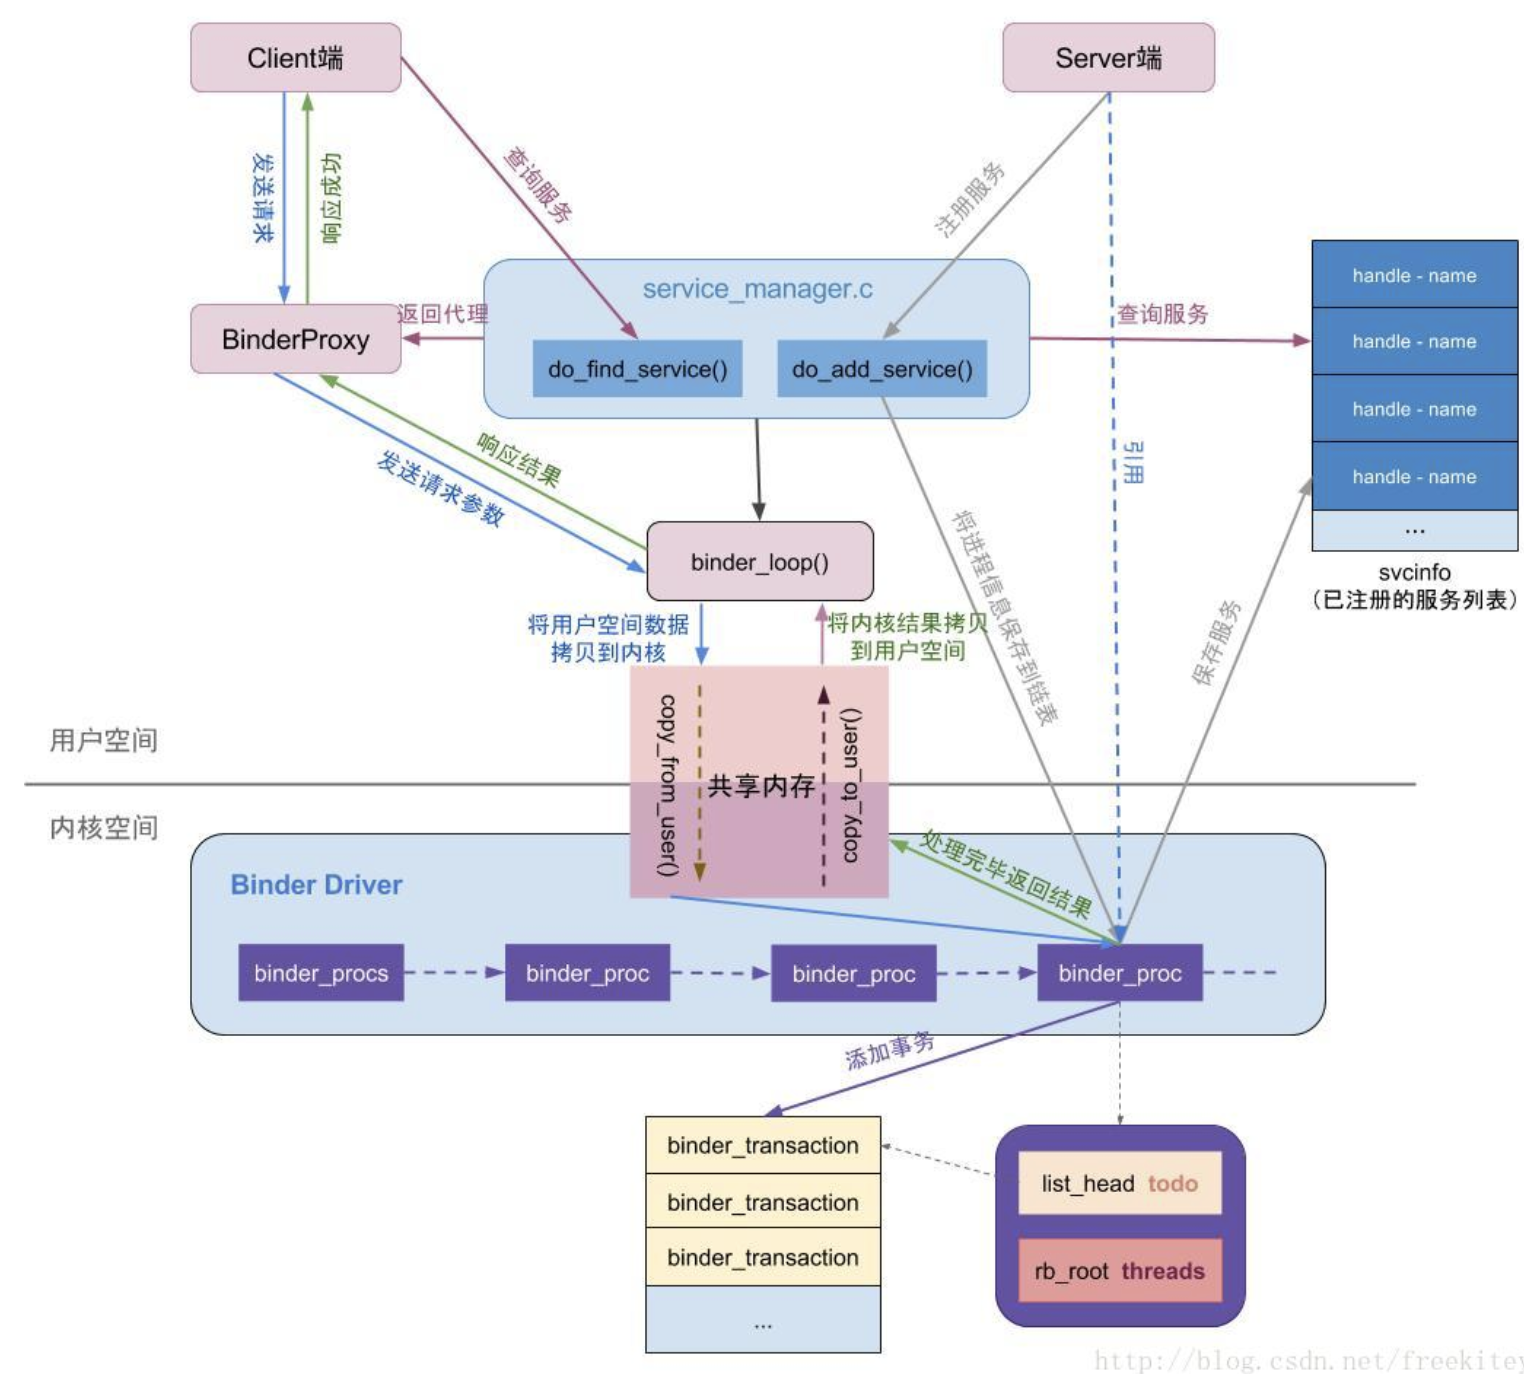 Client端
Server端
发送请求
响应成功
查询服务
注册服务
service_manager.c
handle - name
BinderProxy
返回代理
查询服务
handle - name
do_find_service()
do_add_service()
handle - name
响应结果
发送请求参数
引用
handle - name
...
binder_loop()
将进程信息保存到链表
svcinfo
（已注册的服务列表）
将用户空间数据
拷贝到内核
将内核结果拷贝
到用户空间
保存服务
copy_from_user()
共享内存
copy_to_user()
用户空间
内核空间
处理完毕返回结果
Binder Driver
binder_procs
binder_proc
binder_proc
binder_proc
添加事务
binder_transaction
binder_transaction
binder_transaction
...
list_head todo
rb_root threads
http://blog.csdn.net/freekitey